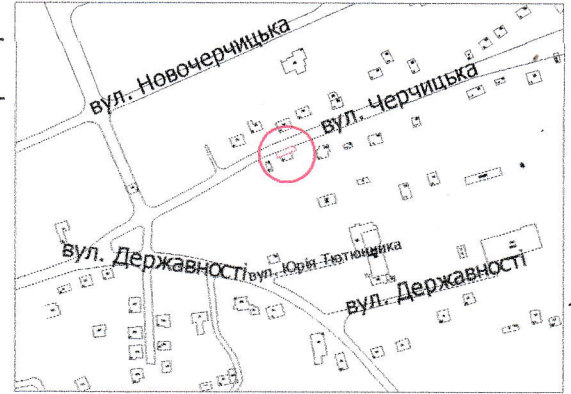 вул. Новочерчицька
вул. Черчицька
вул. Державності
вул. Юрія Тютюнника
вул. Державності